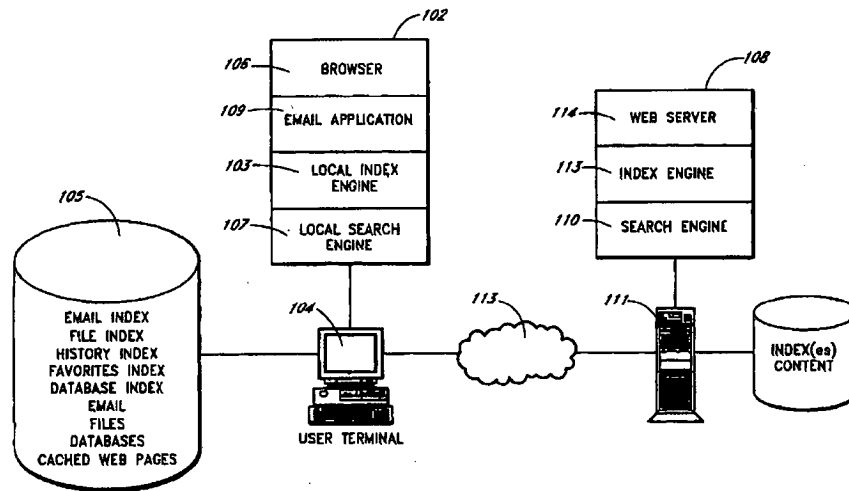 102
106
BROWSER
109
EMAIL APPLICATION
103
LOCAL INDEX
ENGINE
107
LOCAL SEARCH
ENGINE
108
114
WEB SERVER
113
INDEX ENGINE
110
SEARCH ENGINE
105
EMAIL INDEX
FILE INDEX
HISTORY INDEX
FAVORITES INDEX
DATABASE INDEX
EMAIL
FILES
DATABASES
CACHED WEB PAGES
104
USER TERMINAL
113
111
INDEX(es)
CONTENT